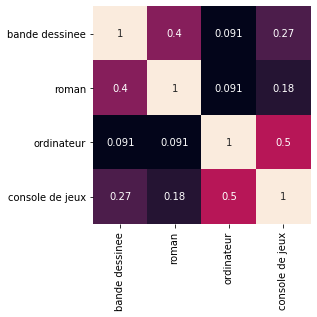 bande dessinee 1 0.4 0.091 0.27
roman 0.4 1 0.091 0.18
ordinateur 0.091 0.091 1 0.5
console de jeux 0.27 0.18 0.5 1
bande dessinee
roman
ordinateur
console de jeux